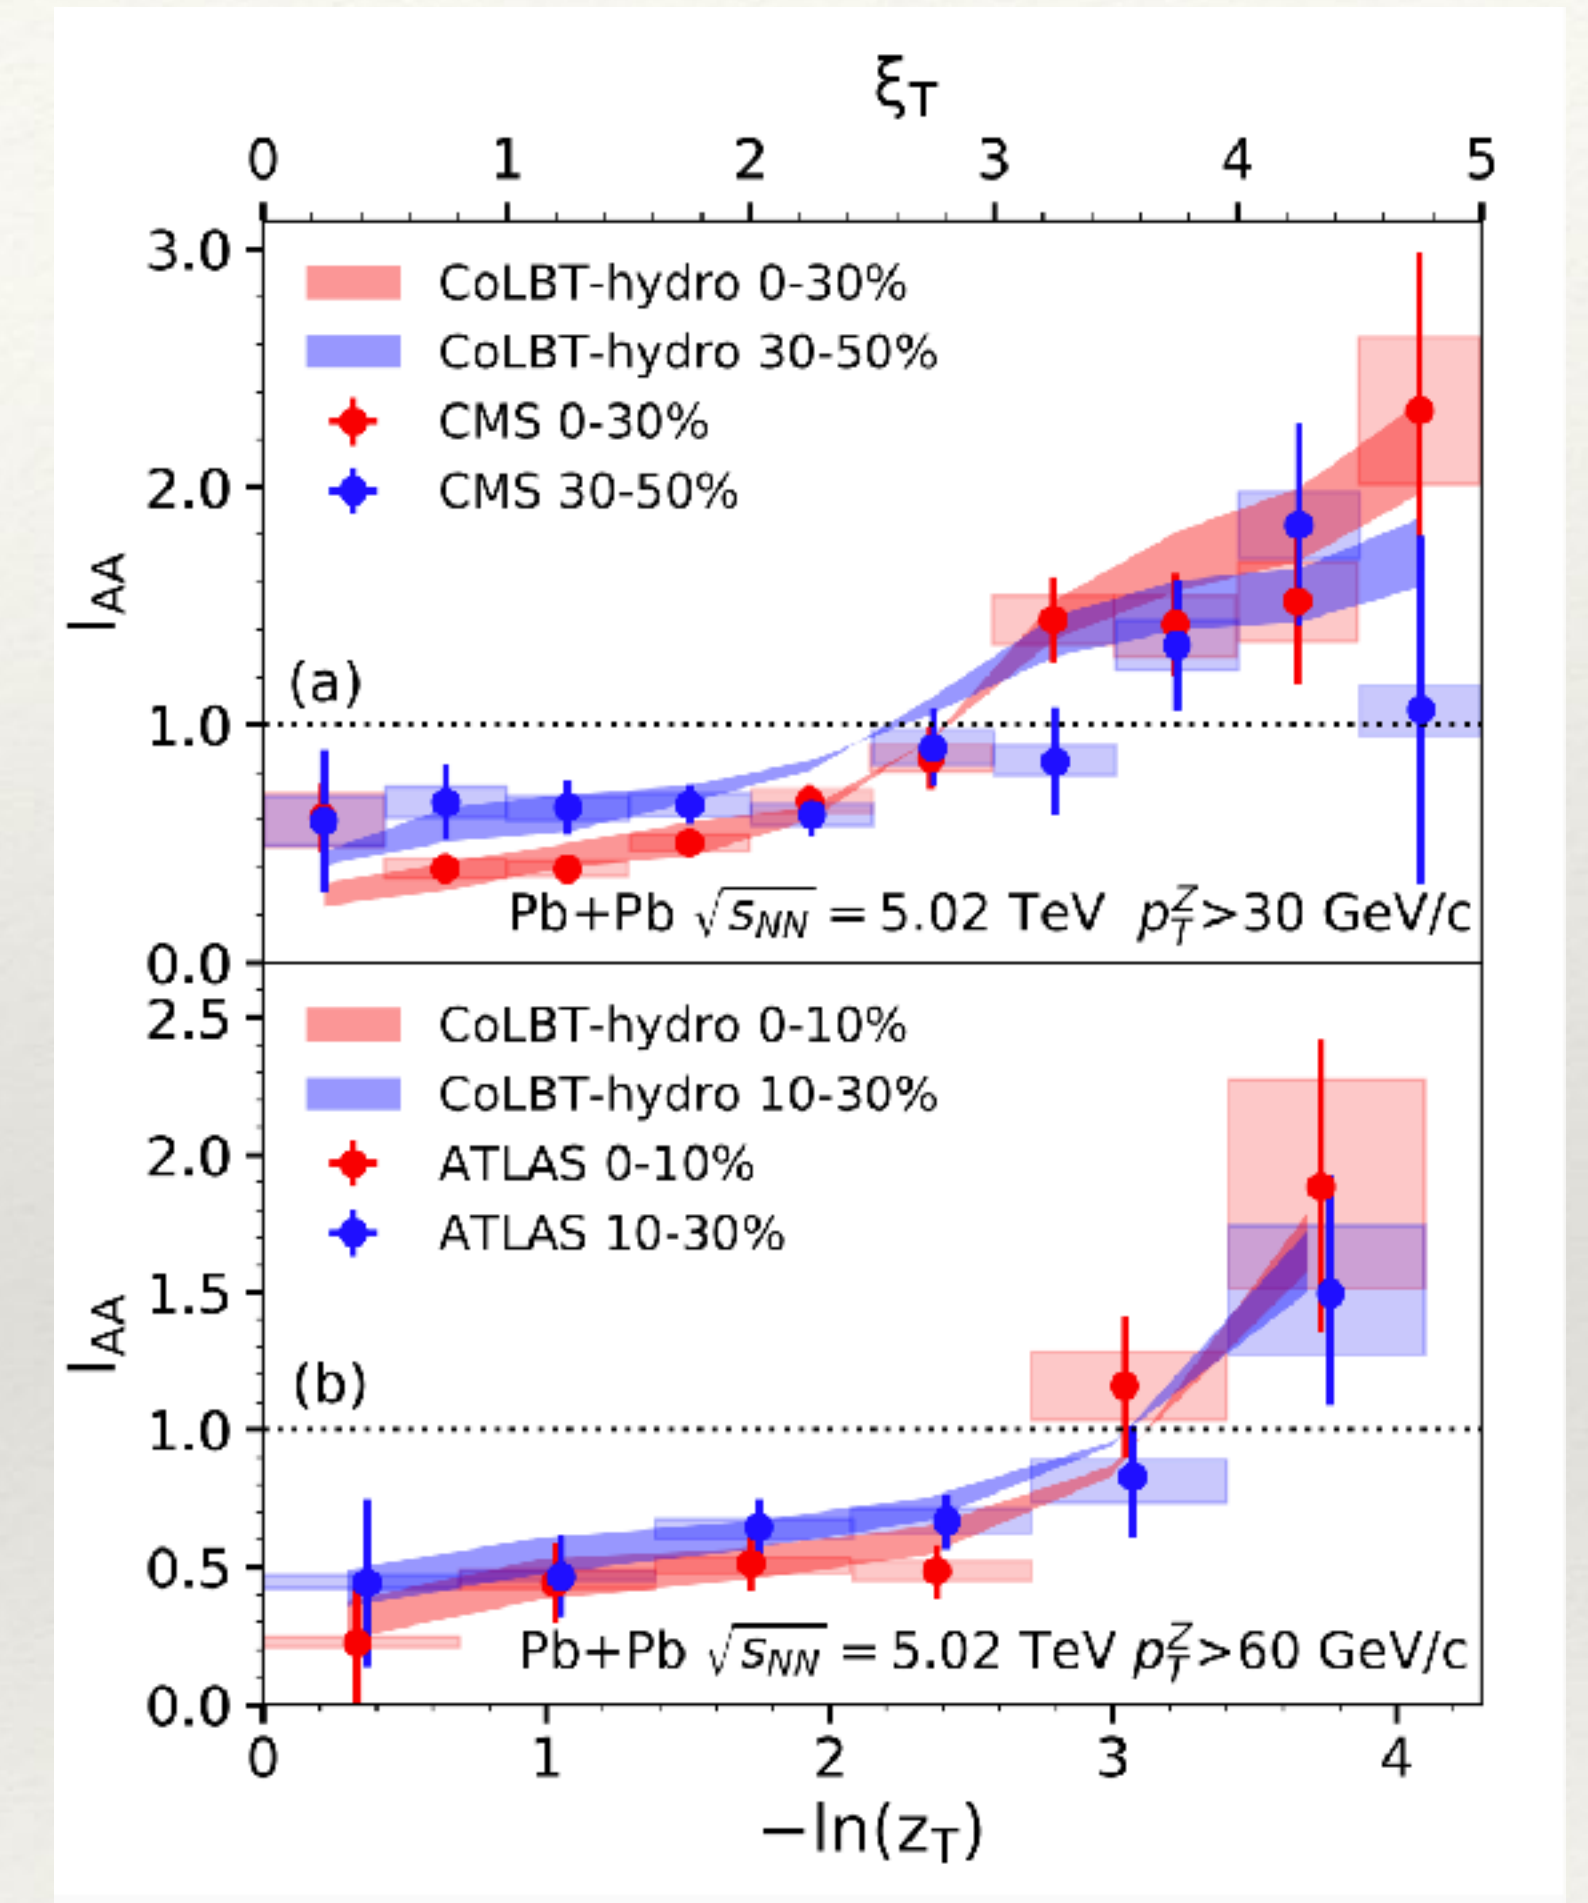 ξT
0 1 2 3 4 5
3.0
CoLBT-hydro 0-30%
CoLBT-hydro 30-50%
CMS 0-30%
2.0
CMS 30-50%
IAA
(a)
1.0
Pb+Pb √sNN = 5.02 TeV pTZ>30 GeV/c
0.0
2.5
CoLBT-hydro 0-10%
CoLBT-hydro 10-30%
2.0
ATLAS 0-10%
ATLAS 10-30%
1.5
IAA
(b)
1.0
0.5
Pb+Pb √sNN = 5.02 TeV pTZ>60 GeV/c
0.0
0 1 2 3 4
−ln(zT)